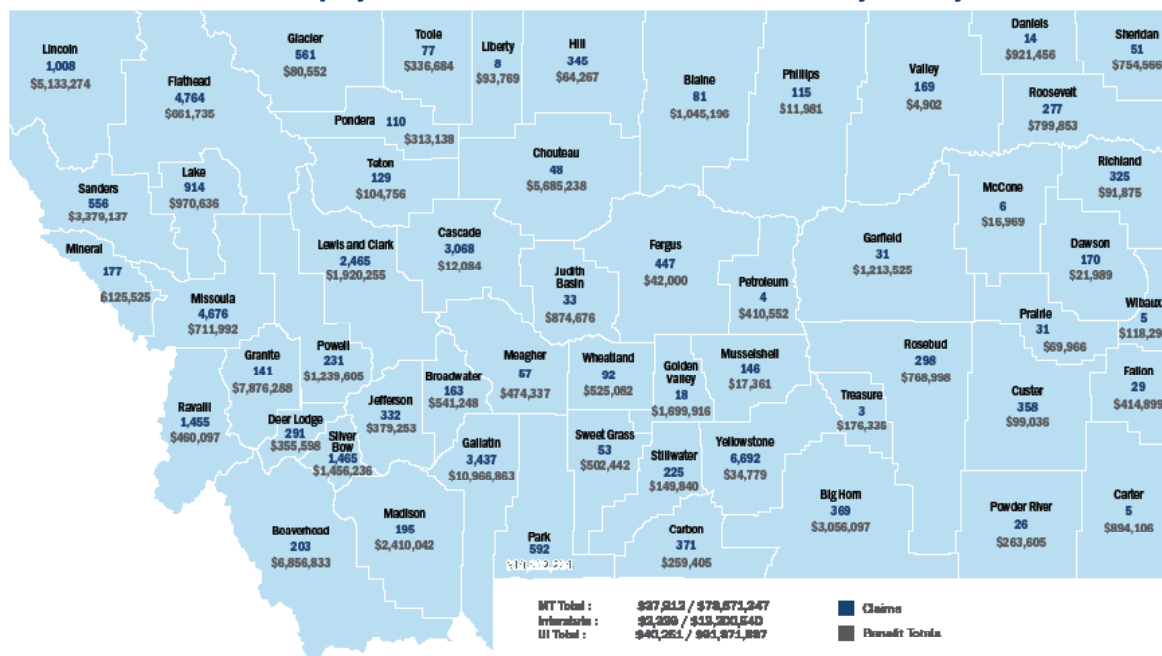 Lincoln
1,008
$5,133,274
Flathead
4,764
$661,735
Glacier
561
$80,552
Toole
77
$336,684
Liberty
8
$93,769
Hill
345
$64,267
Blaine
81
$1,045,196
Phillips
115
$11,981
Valley
169
$4,902
Daniels
14
$921,456
Sheridan
51
$754,566
Roosevelt
277
$799,853
Pondera 110
$313,138
Teton
129
$104,756
Chouteau
48
$5,685,238
Richland
325
$91,875
McCone
6
$16,969
Sanders
556
$3,379,137
Lake
914
$970,636
Mineral
177
$125,525
Missoula
4,676
$711,992
Lewis and Clark
2,465
$1,920,255
Cascade
3,068
$12,084
Judith
Basin
33
$874,676
Fergus
447
$42,000
Petroleum
4
$410,552
Garfield
31
$1,213,525
Dawson
170
$21,989
Prairie
31
$69,966
Wibaux
5
Granite
141
$7,876,288
Powell
231
$1,239,605
Broadwater
163
$541,248
Meagher
57
$474,337
Wheatland
92
$525,082
Golden
Valley
18
$1,699,916
Musselshell
146
$17,361
Rosebud
298
$768,998
Treasure
3
$176,335
Custer
358
$99,036
Fallon
29
$414,899
Ravalli
1,455
$460,097
Deer Lodge
291
$355,598
Silver
Bow
1,465
$1,456,236
Jefferson
332
$379,253
Gallatin
3,437
$10,966,863
Sweet Grass
53
$502,442
Stillwater
225
$149,840
Yellowstone
6,692
$34,779
Big Horn
369
$3,056,097
Powder River
26
$263,605
Carter
5
$894,106
Beaverhead
203
$6,856,833
Madison
195
$2,410,042
Park
592
Carbon
371
$259,405
MT Total :
Interstate :
UI Total :
Claims
Benefit Totals